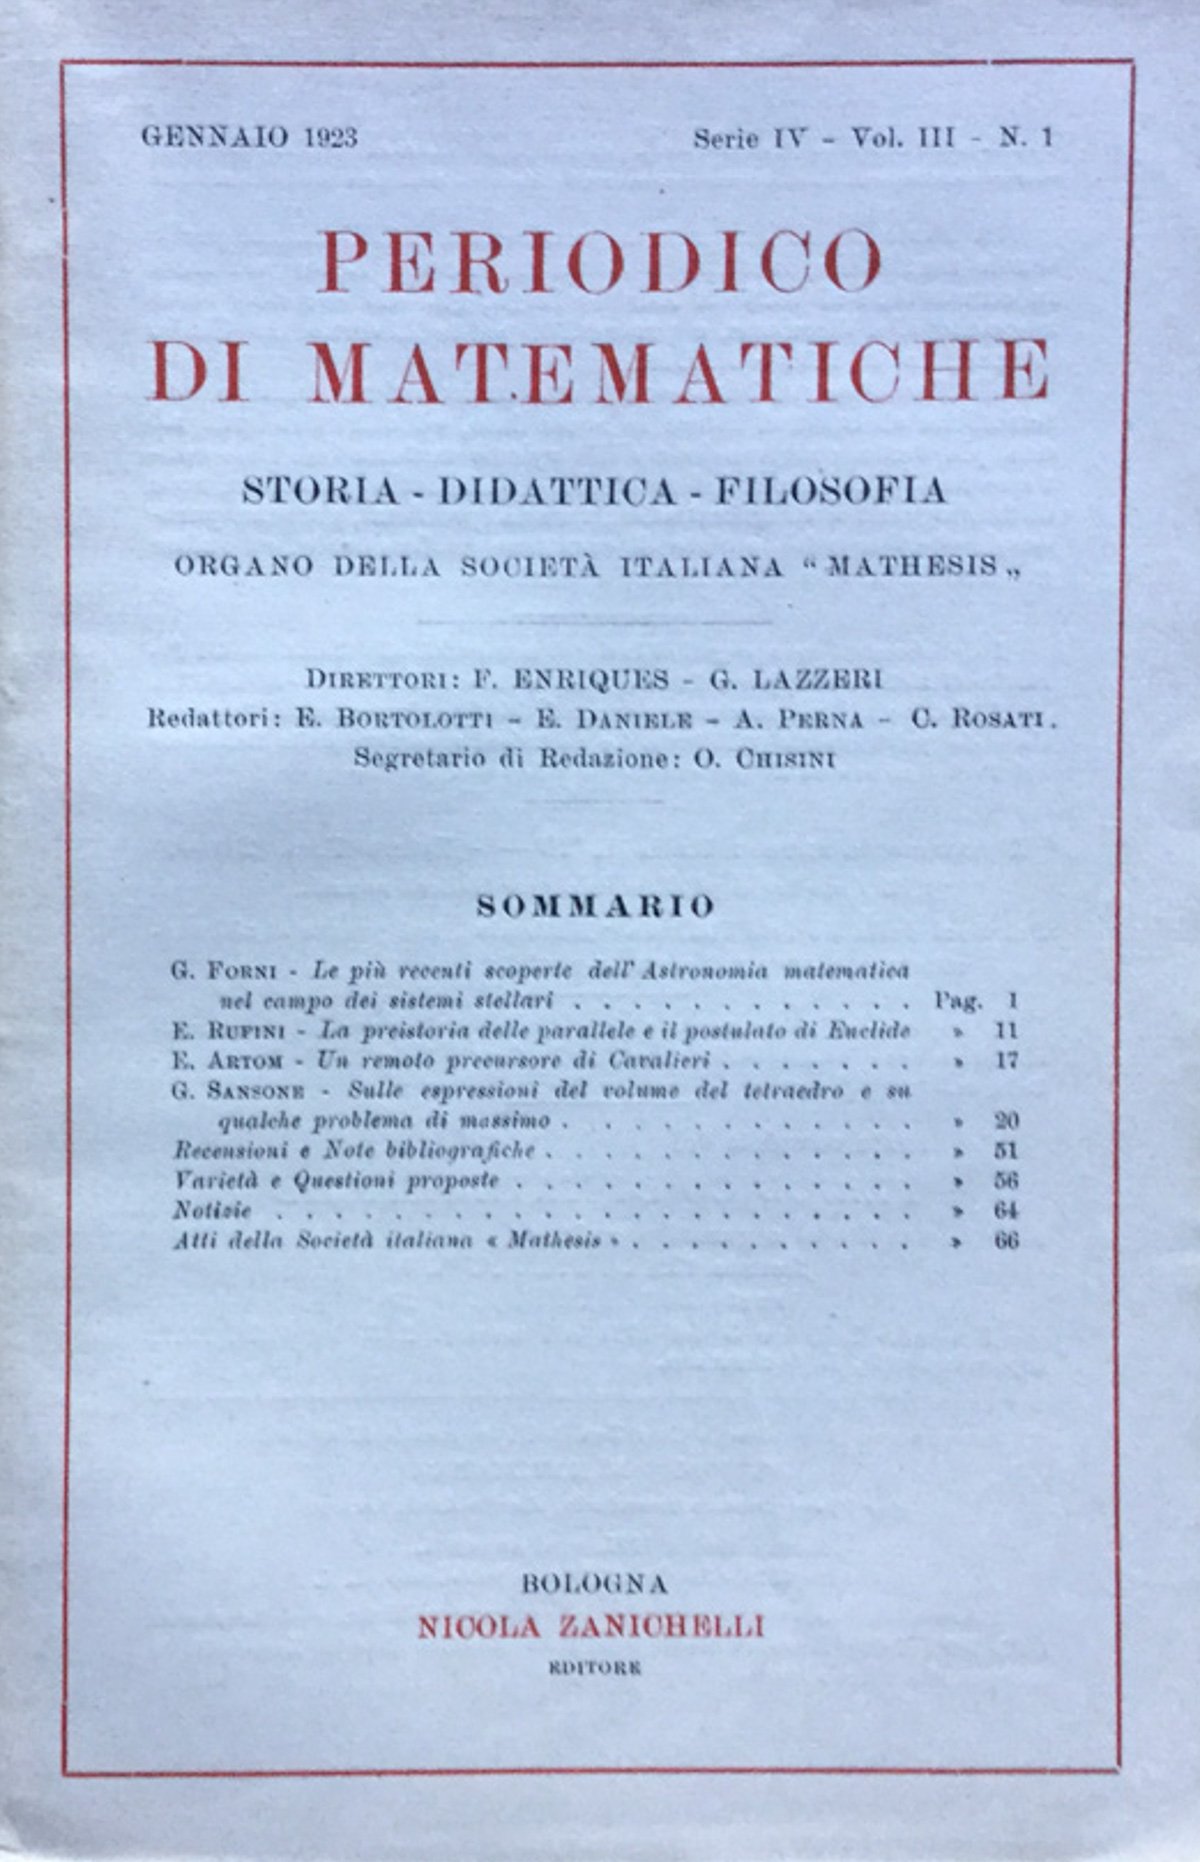 GENNAIO 1923 Serie IV - Vol. III - N. 1
PERIODICO
DI MATEMATICHE
STORIA - DIDATTICA - FILOSOFIA
ORGANO DELLA SOCIETÀ ITALIANA “ MATHESIS „
DIRETTORI: F. ENRIQUES - G. LAZZERI
Redattori: E. BORTOLOTTI - E. DANIELE - A. PERNA - C. ROSATI.
Segretario di Redazione: O. CHISINI
SOMMARIO
G. FORNI - Le più recenti scoperte dell' Astronomia matematica
nel campo dei sistemi stellari . . . . . . . . . . . . Pag. 1
E. RUFINI - La preistoria delle parallele e il postulato di Euclide » 11
E. ARTOM - Un remoto precursore di Cavalieri . . . . . . . » 17
G. SANSONE - Sulle espressioni del volume del tetraedro e su
qualche problema di massimo . . . . . . . . . . . . » 20
Recensioni e Note bibliografiche . . . . . . . . . . . . . » 51
Varietà e Questioni proposte . . . . . . . . . . . . . . » 56
Notizie . . . . . . . . . . . . . . . . . . . . . . » 64
Atti della Società italiana « Mathesis » . . . . . . . . . . » 66
BOLOGNA
NICOLA ZANICHELLI
EDITORE